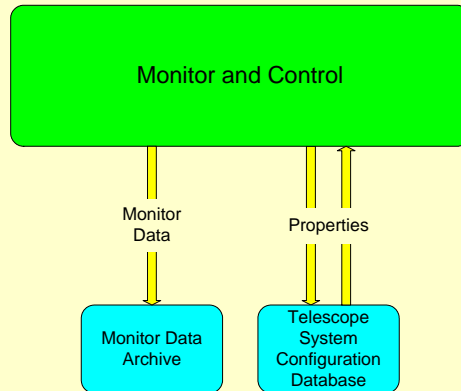 Monitor and Control
Monitor
Data
Properties
Monitor Data
Archive
Telescope
System
Configuration
Database